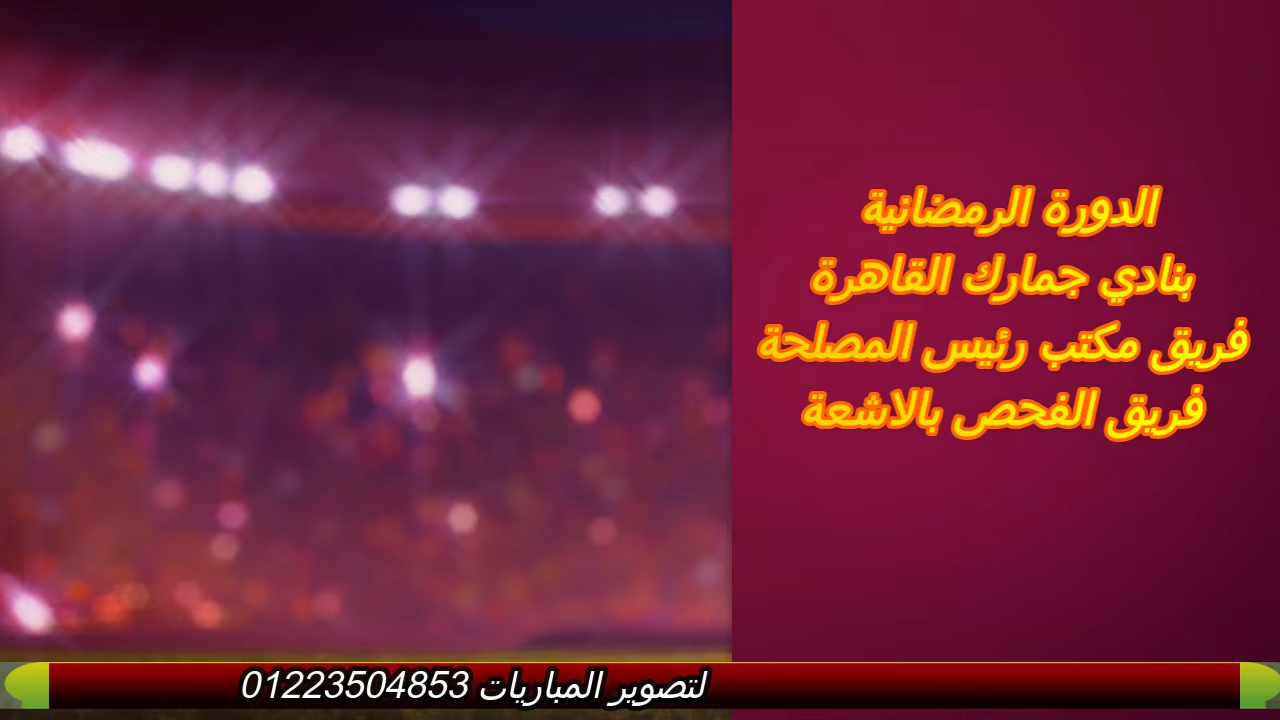 الدورة الرمضانية
بنادي جمارك القاهرة
فريق مكتب رئيس المصلحة
فريق الفحص بالاشعة
لتصوير المباريات 01223504853